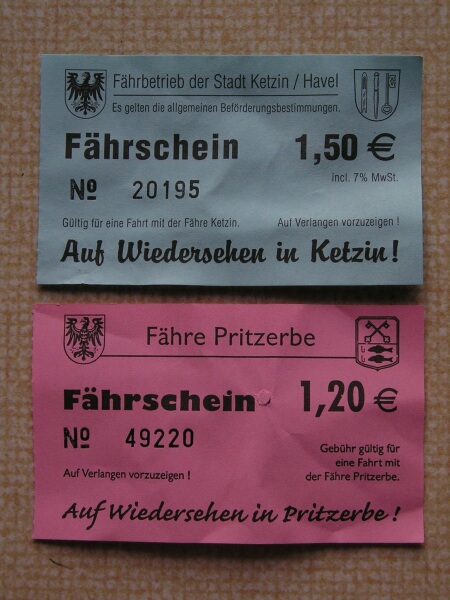 Fährbetrieb der Stadt Ketzin / Havel
Es gelten die allgemeinen Beförderungsbestimmungen.
Fährschein 1,50 €
incl. 7% MwSt.
Nº 20195
Gültig für eine Fahrt mit der Fähre Ketzin. Auf Verlangen vorzuzeigen !
Auf Wiedersehen in Ketzin!
Fähre Pritzerbe
Fährschein 1,20 €
Nº 49220
Gebühr gültig für
eine Fahrt mit
der Fähre Pritzerbe.
Auf Verlangen vorzuzeigen !
Auf Wiedersehen in Pritzerbe !